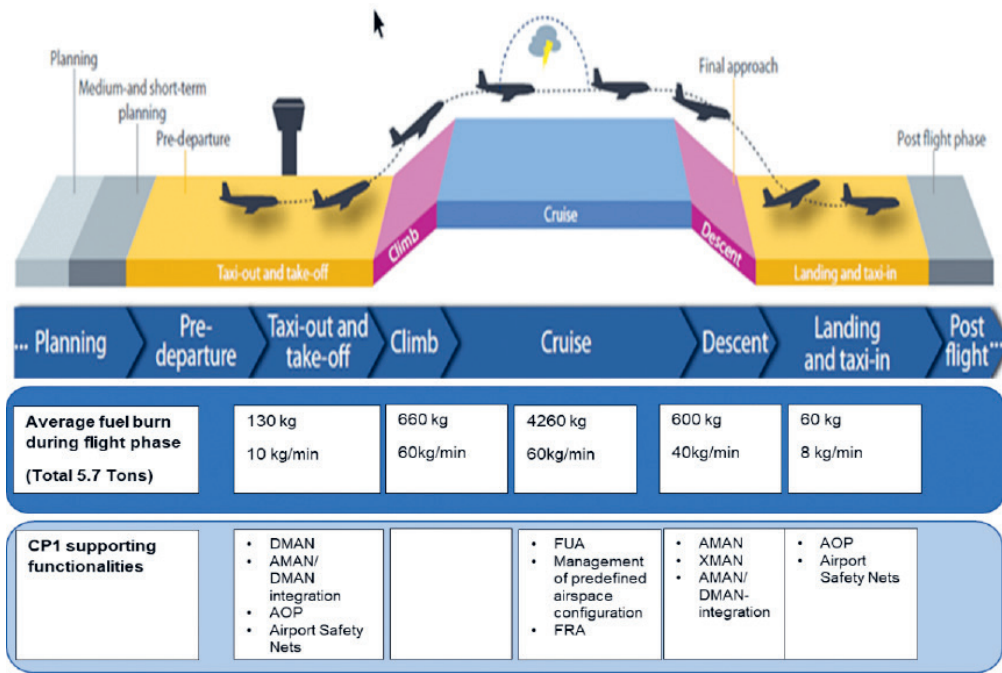 Planning
Medium-and short-term
planning
Pre-departure
Final approach
Post flight phase
Taxi-out and take-off
Climb
Cruise
Descent
Landing and taxi-in
... Planning
Pre-
departure
Taxi-out and
take-off
Climb
Cruise
Descent
Landing
and taxi-in
Post ...
flight
Average fuel burn
during flight phase
(Total 5.7 Tons)
130 kg
10 kg/min
660 kg
60kg/min
4260 kg
60kg/min
600 kg
40kg/min
60 kg
8 kg/min
CP1 supporting
functionalities
• DMAN
• AMAN/
DMAN
integration
• AOP
• Airport Safety
Nets
• FUA
• Management
of predefined
airspace
configuration
• FRA
• AMAN
• XMAN
• AMAN/
DMAN-
integration
• AOP
• Airport
Safety Nets